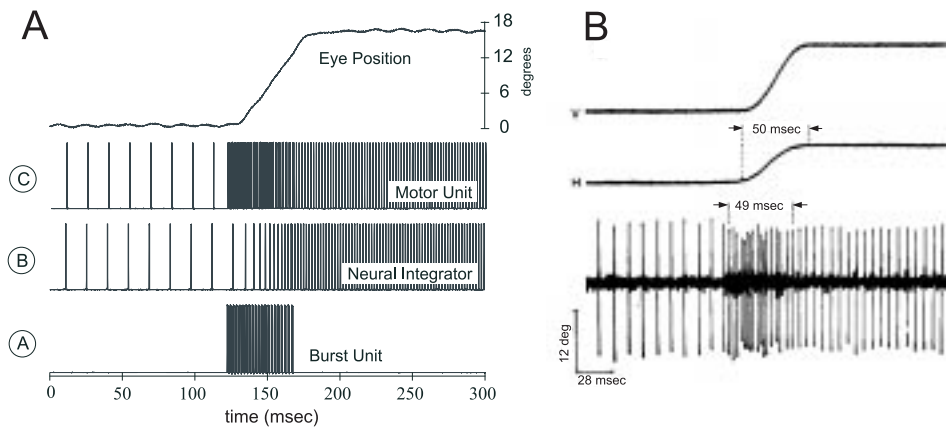 A
18
12
6
0
degrees
Eye Position
C
Motor Unit
B
Neural Integrator
A
Burst Unit
0 50 100 150 200 250 300
time (msec)
B
V
50 msec
H
49 msec
12 deg
28 msec